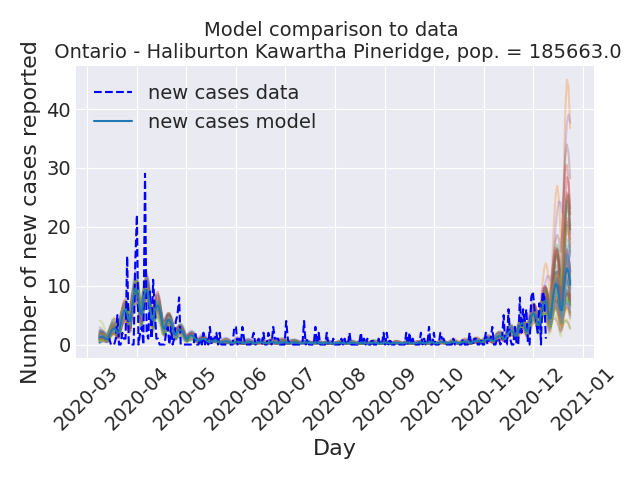 Model comparison to data
Ontario - Haliburton Kawartha Pineridge, pop. = 185663.0
Number of new cases reported
new cases data
new cases model
40
30
20
10
0
2020-03
2020-04
2020-05
2020-06
2020-07
2020-08
2020-09
2020-10
2020-11
2020-12
2021-01
Day